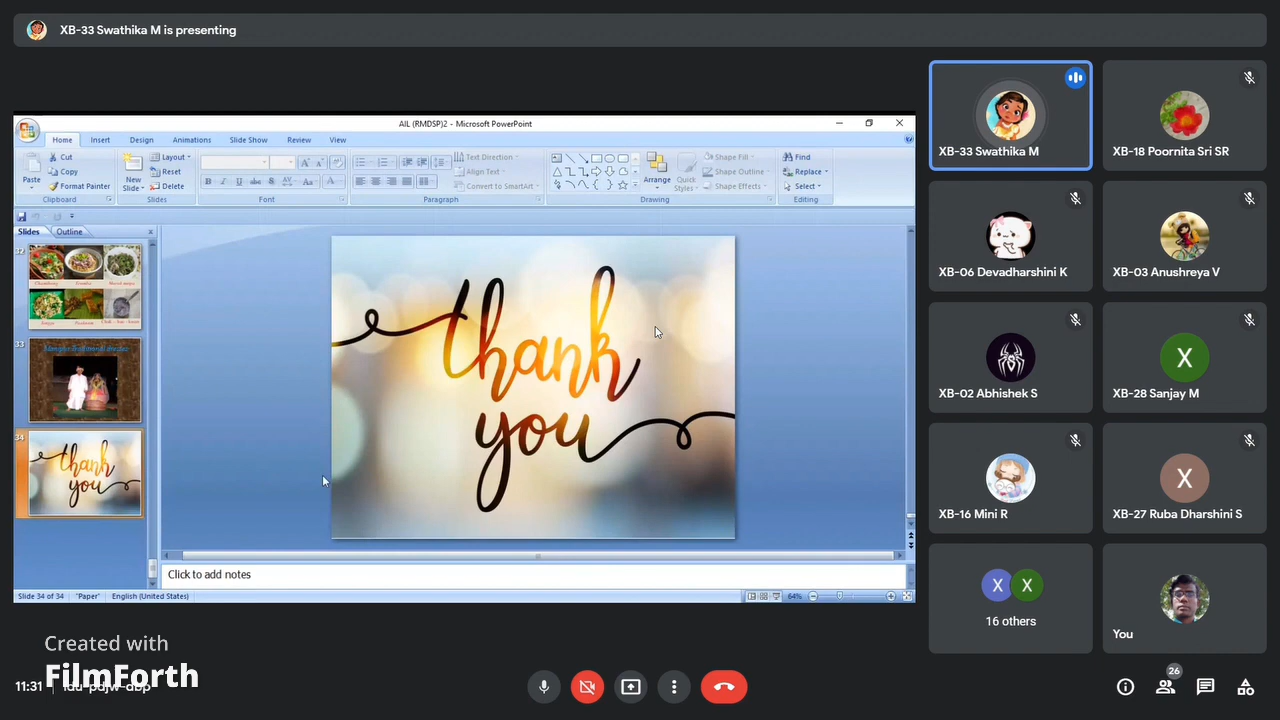 XB-33 Swathika M is presenting
AIL (RMDSP)2 - Microsoft PowerPoint
Home Insert Design Animations Slide Show Review View
Paste
Cut
Copy
Format Painter
Clipboard
New Slide
Layout
Reset
Delete
Slides
Font
Text Direction
Align Text
Convert to SmartArt
Paragraph
Arrange
Quick Styles
Shape Fill
Shape Outline
Shape Effects
Drawing
Find
Replace
Select
Editing
Slides Outline
32
33
34
thank
you
thank
you
Click to add notes
Slide 34 of 34 "Paper" English (United States)
64%
XB-33 Swathika M
XB-18 Poornita Sri SR
XB-06 Devadharshini K
XB-03 Anushreya V
XB-02 Abhishek S
X
XB-28 Sanjay M
XB-16 Mini R
X
XB-27 Ruba Dharshini S
X X
16 others
You
Created with
FilmForth
11:31
26